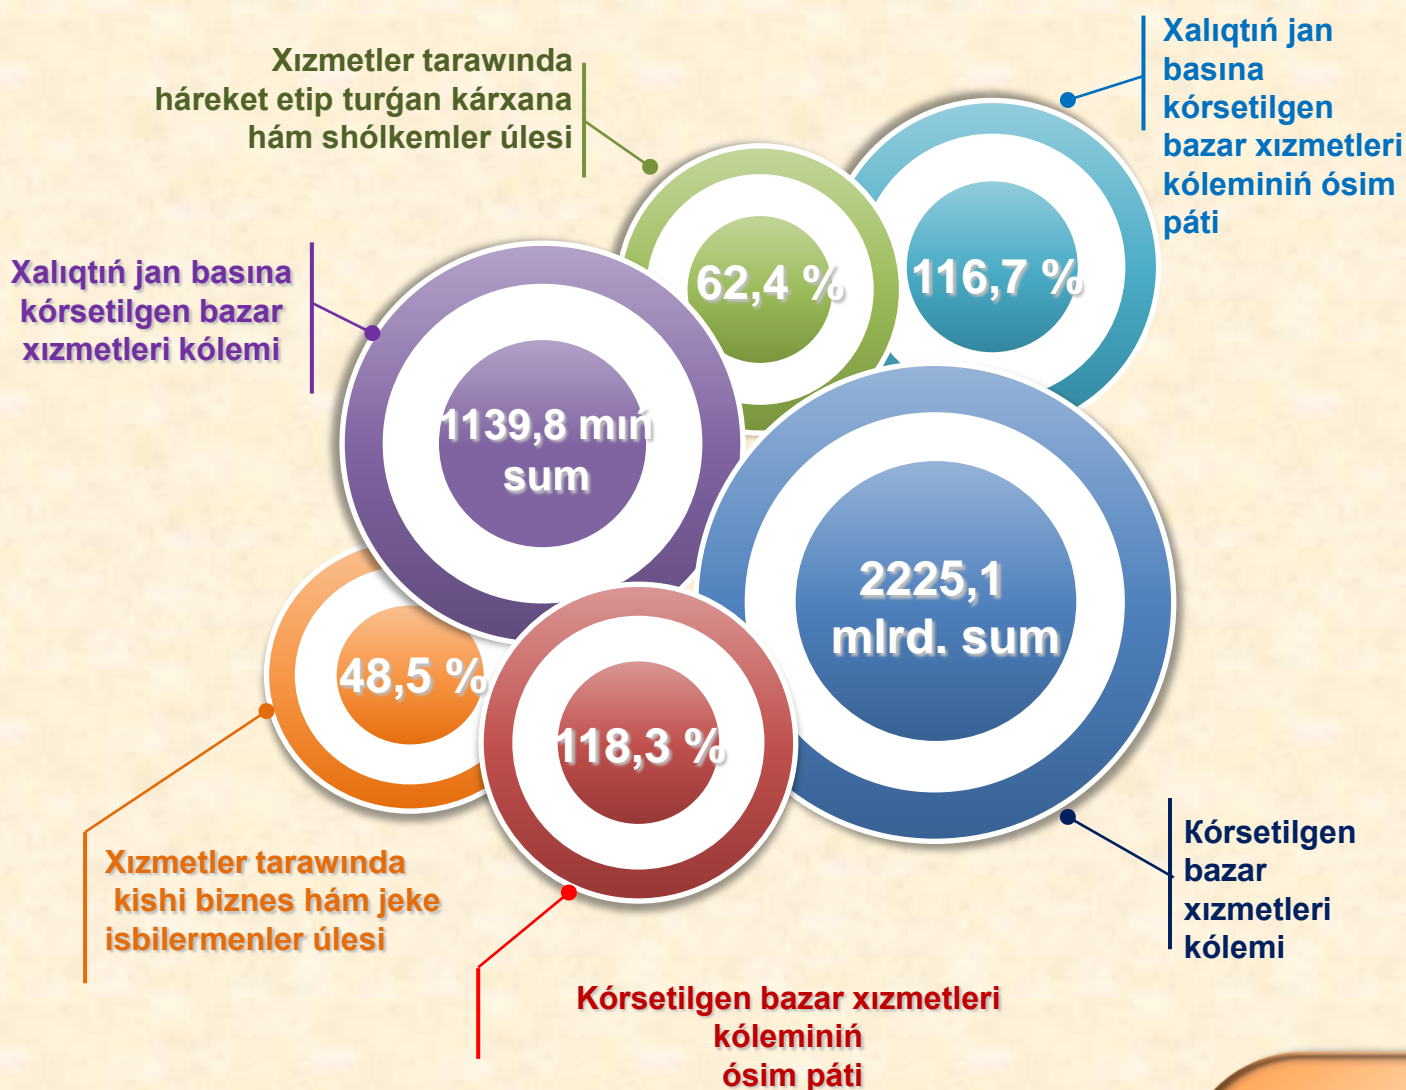 Xızmetler tarawında
háreket etip turǵan kárxana
hám shólkemler úlesi
Xalıqtıń jan
basına
kórsetilgen
bazar xızmetleri
kóleminiń ósim
páti
Xalıqtıń jan basına
kórsetilgen bazar
xızmetleri kólemi
62,4 %
116,7 %
1139,8 mıń
sum
2225,1
mlrd. sum
48,5 %
118,3 %
Xızmetler tarawında
kishi biznes hám jeke
isbilermenler úlesi
Kórsetilgen
bazar
xızmetleri
kólemi
Kórsetilgen bazar xızmetleri
kóleminiń
ósim páti